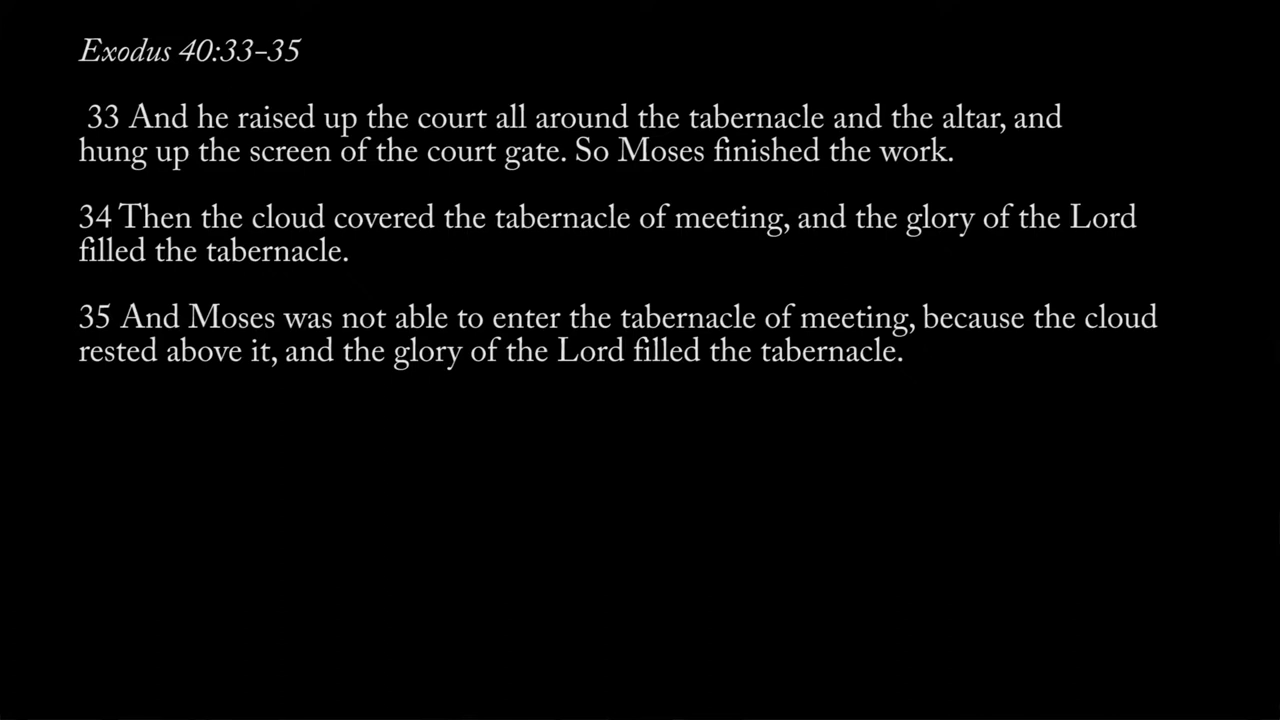 Exodus 40:33-35
33 And he raised up the court all around the tabernacle and the altar, and
hung up the screen of the court gate. So Moses finished the work.
34 Then the cloud covered the tabernacle of meeting, and the glory of the Lord
filled the tabernacle.
35 And Moses was not able to enter the tabernacle of meeting, because the cloud
rested above it, and the glory of the Lord filled the tabernacle.